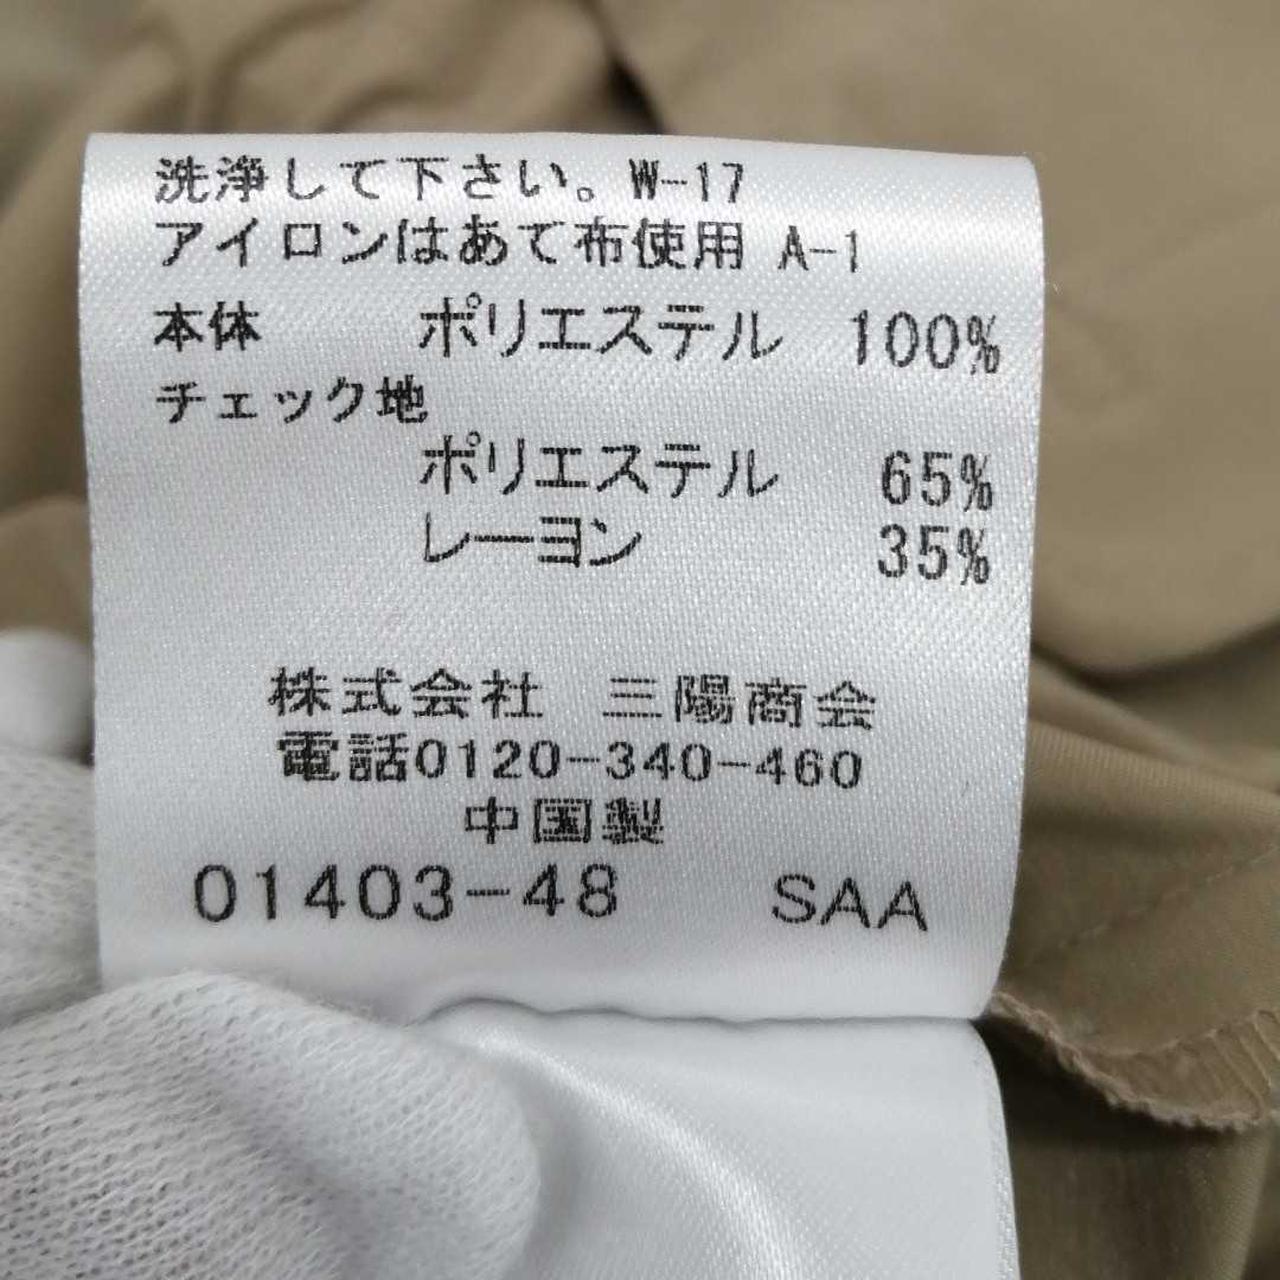 洗浄して下さい。W-17
アイロンはあて布使用 A-1
本体 ポリエステル 100%
チェック地
ポリエステル 65%
レーヨン 35%
株式会社 三陽商会
電話0120-340-460
中国製
01403-48 SAA